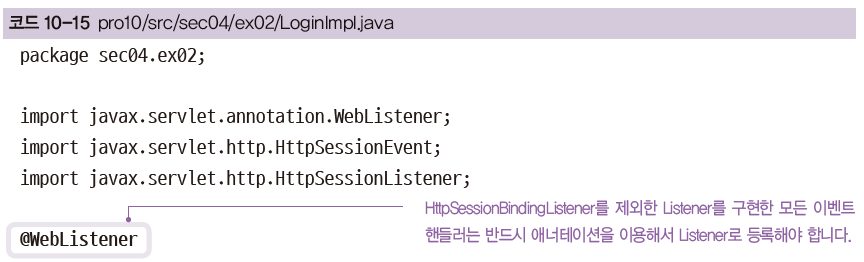 코드 10-15 pro10/src/sec04/ex02/LoginImpl.java
package sec04.ex02;
import javax.servlet.annotation.WebListener;
import javax.servlet.http.HttpSessionEvent;
import javax.servlet.http.HttpSessionListener;
HttpSessionBindingListener를 제외한 Listener를 구현한 모든 이벤트
핸들러는 반드시 애너테이션을 이용해서 Listener로 등록해야 합니다.
@WebListener